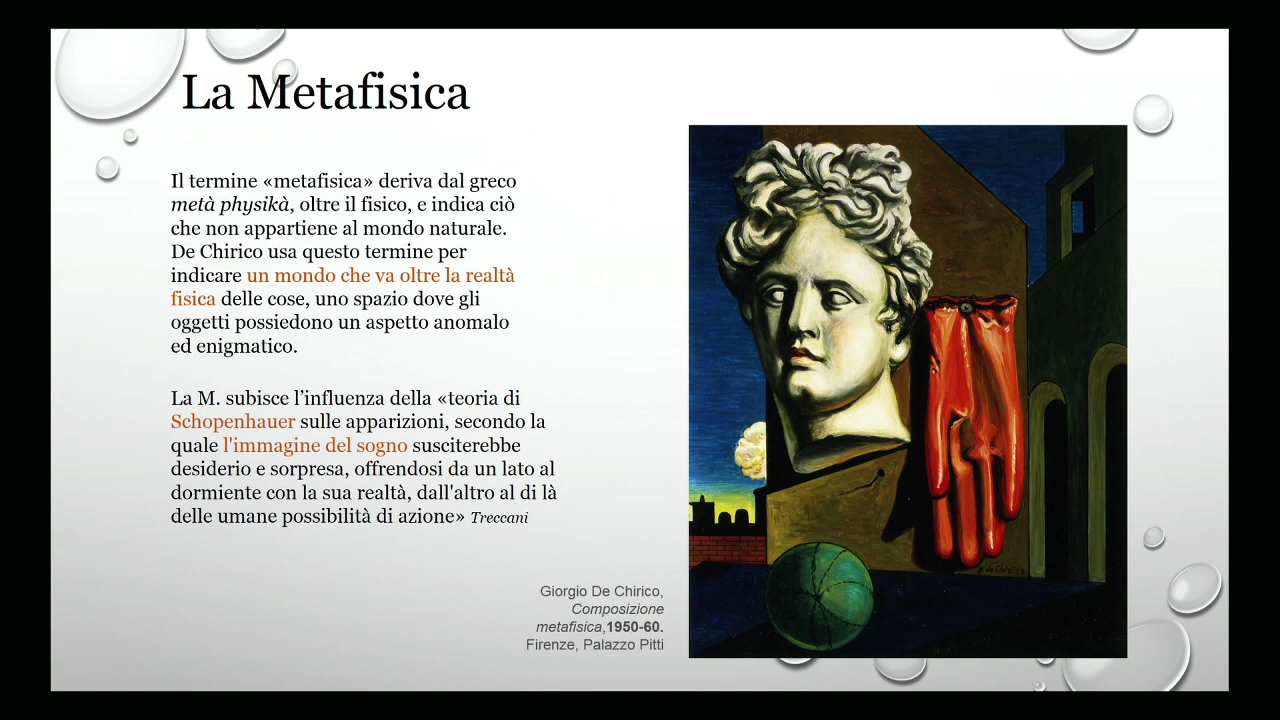 La Metafisica
Il termine «metafisica» deriva dal greco
metà physikà, oltre il fisico, e indica ciò
che non appartiene al mondo naturale.
De Chirico usa questo termine per
indicare un mondo che va oltre la realtà
fisica delle cose, uno spazio dove gli
oggetti possiedono un aspetto anomalo
ed enigmatico.
La M. subisce l’influenza della «teoria di
Schopenhauer sulle apparizioni, secondo la
quale l'immagine del sogno susciterebbe
desiderio e sorpresa, offrendosi da un lato al
dormiente con la sua realtà, dall'altro al di là
delle umane possibilità di azione» Treccani
Giorgio De Chirico,
Composizione
metafisica,1950-60.
Firenze, Palazzo Pitti
g. de Chirico